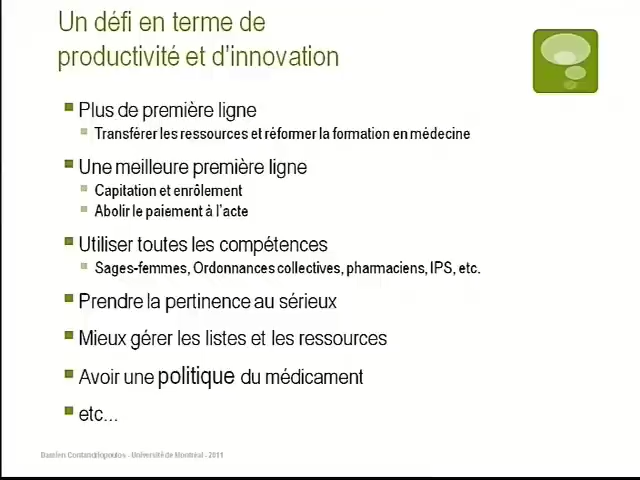 Un défi en terme de
productivité et d'innovation
Plus de première ligne
Transférer les ressources et réformer la formation en médecine
Une meilleure première ligne
Capitation et enrôlement
Abolir le paiement à l'acte
Utiliser toutes les compétences
Sages-femmes, Ordonnances collectives, pharmaciens, IPS, etc.
Prendre la pertinence au sérieux
Mieux gérer les listes et les ressources
Avoir une politique du médicament
etc...
Damien Contandriopoulos - Université de Montréal - 2011